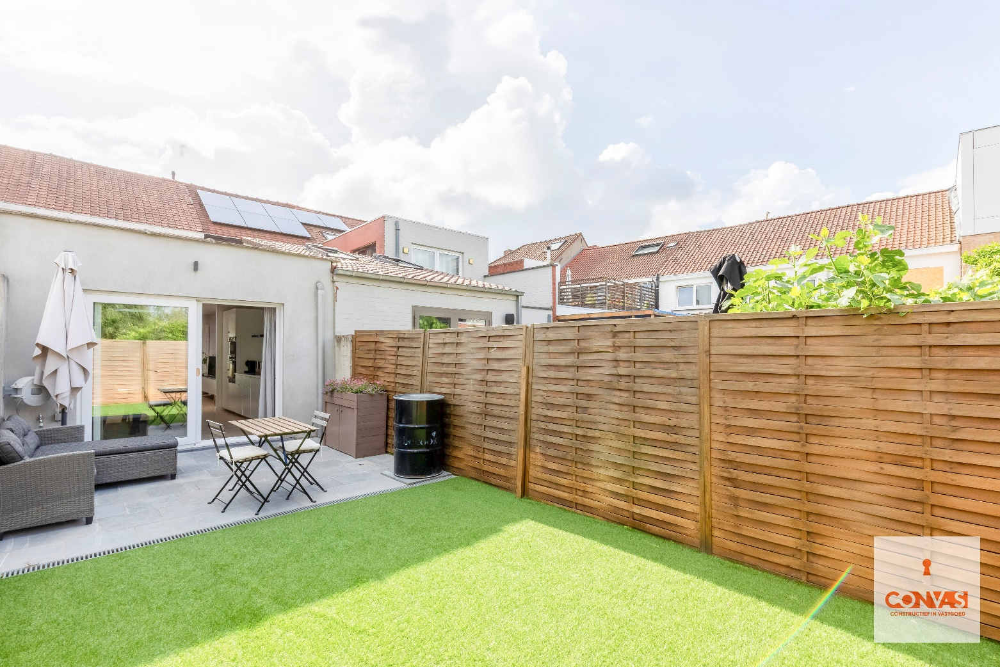 CONVAS
CONSTRUCTIEF IN VASTGOED